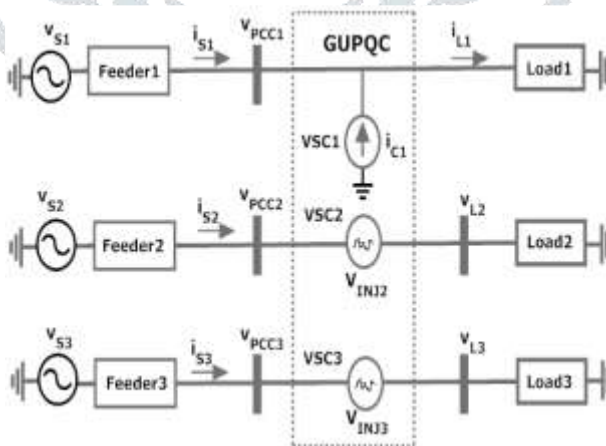 vS1
iS1
vPCC1
GUPQC
iL1
Feeder1
Load1
VSC1
iC1
vS2
iS2
vPCC2
VSC2
vL2
Feeder2
Load2
VINJ2
vS3
iS3
vPCC3
VSC3
vL3
Feeder3
Load3
VINJ3